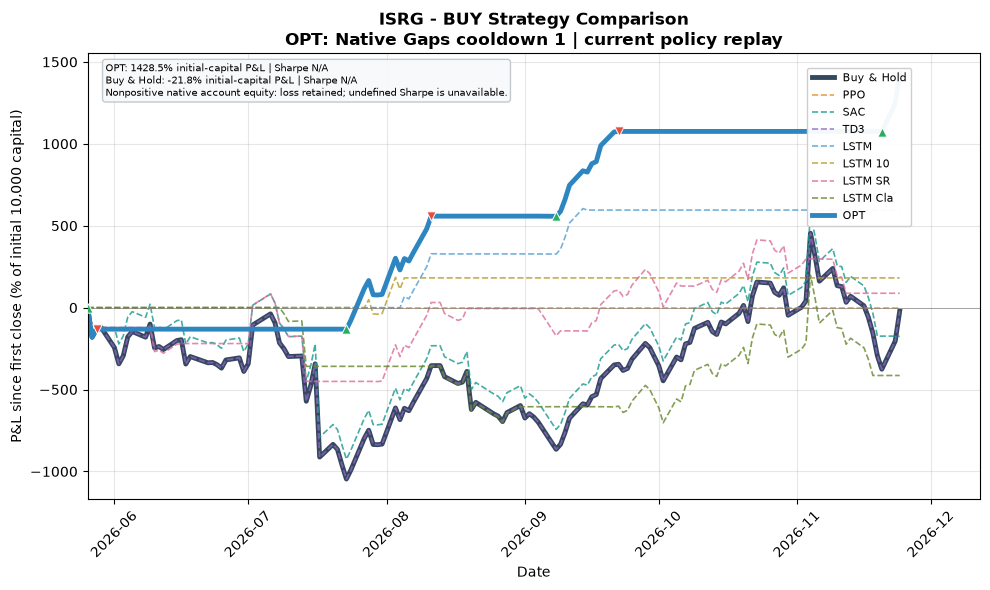 ISRG - BUY Strategy Comparison
OPT: Native Gaps cooldown 1 | current policy replay
OPT: 1428.5% initial-capital P&L | Sharpe N/A
Buy & Hold: -21.8% initial-capital P&L | Sharpe N/A
Nonpositive native account equity: loss retained; undefined Sharpe is unavailable.
Buy & Hold
PPO
SAC
TD3
LSTM
LSTM 10
LSTM SR
LSTM Cla
OPT
P&L since first close (% of initial 10,000 capital)
1500
1000
500
0
−500
−1000
2026-06
2026-07
2026-08
2026-09
2026-10
2026-11
2026-12
Date